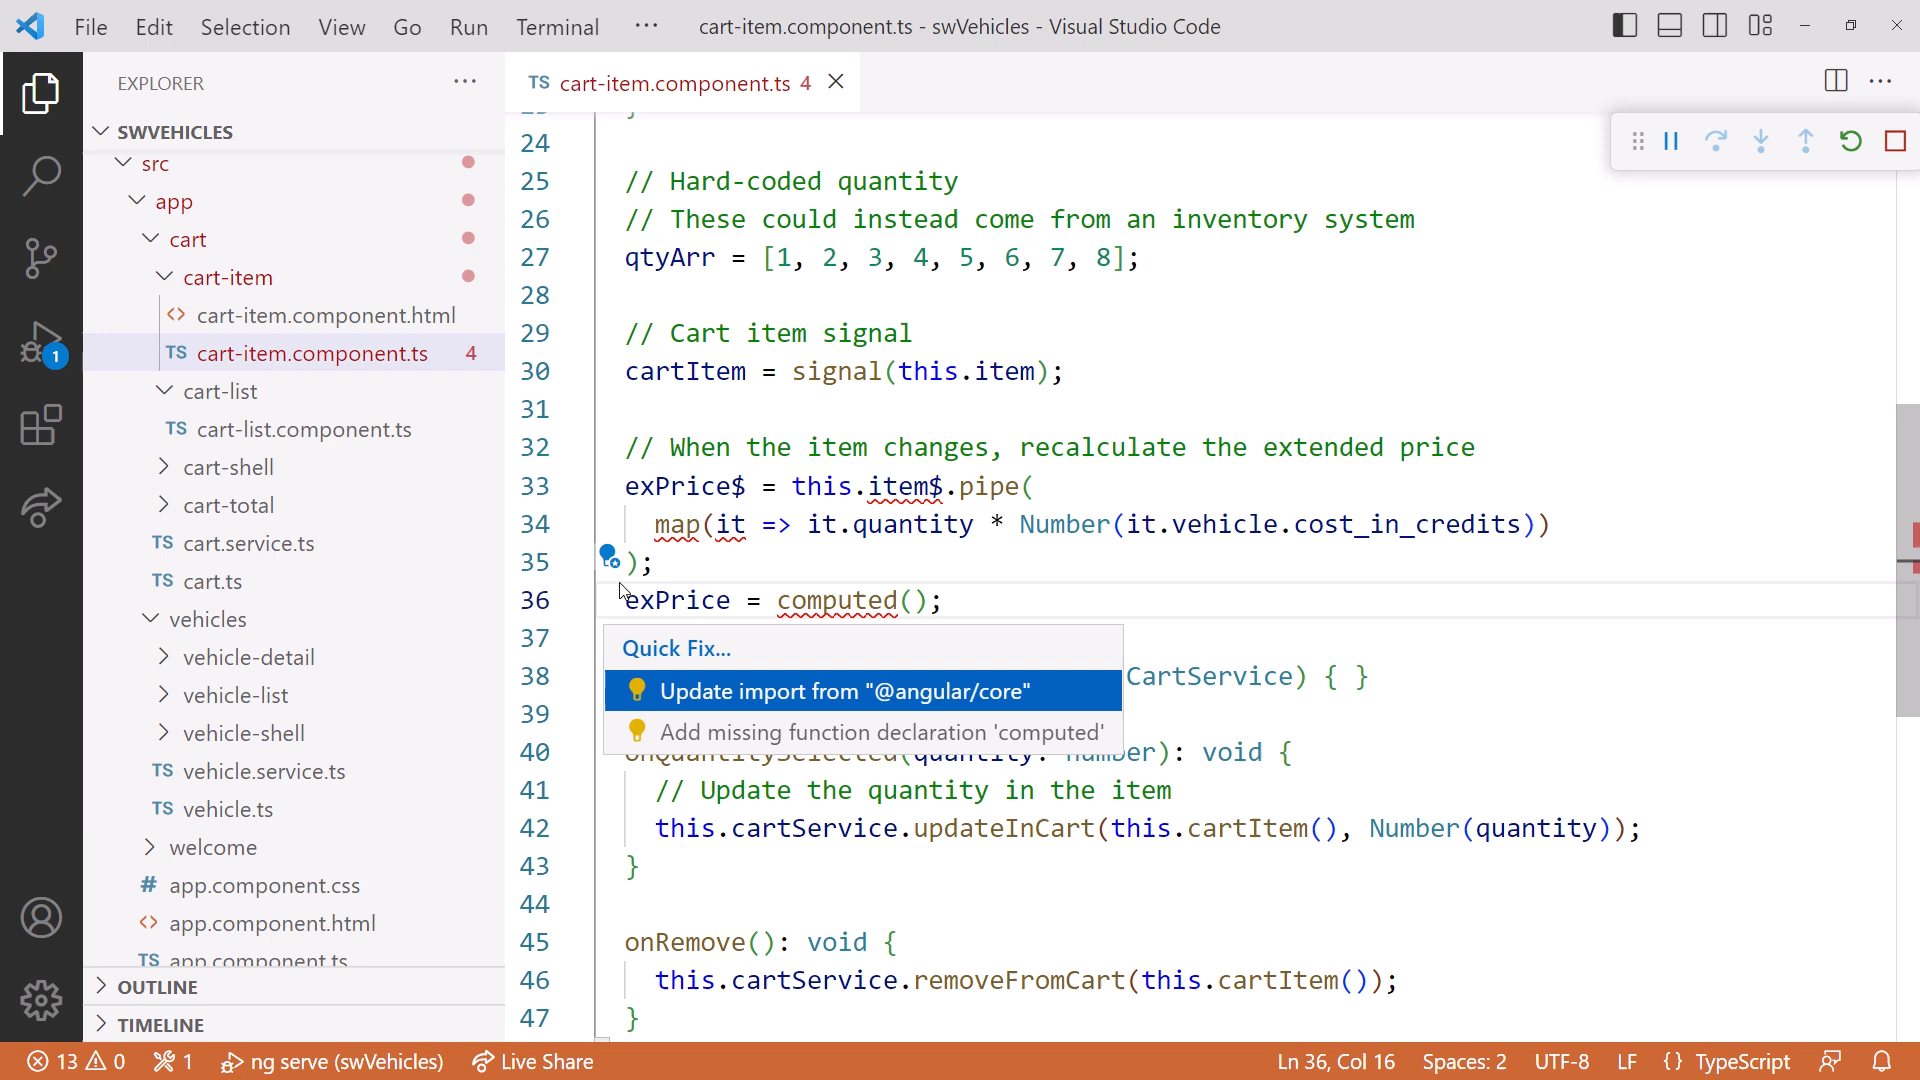 File Edit Selection View Go Run Terminal ··· cart-item.component.ts - swVehicles - Visual Studio Code
EXPLORER ···
TS cart-item.component.ts 4
SWVEHICLES
src
app
cart
cart-item
<> cart-item.component.html
TS cart-item.component.ts 4
cart-list
TS cart-list.component.ts
cart-shell
cart-total
TS cart.service.ts
TS cart.ts
vehicles
vehicle-detail
vehicle-list
vehicle-shell
TS vehicle.service.ts
TS vehicle.ts
welcome
# app.component.css
<> app.component.html
TS app.component.ts
OUTLINE
TIMELINE
1
24
25 // Hard-coded quantity
26 // These could instead come from an inventory system
27 qtyArr = [1, 2, 3, 4, 5, 6, 7, 8];
28
29 // Cart item signal
30 cartItem = signal(this.item);
31
32 // When the item changes, recalculate the extended price
33 exPrice$ = this.item$.pipe(
34 map(it => it.quantity * Number(it.vehicle.cost_in_credits))
35 );
36 exPrice = computed();
37
Quick Fix...
Update import from "@angular/core"
Add missing function declaration 'computed'
38 CartService) { }
39
40 onQuantitySelected(quantity: number): void {
41 // Update the quantity in the item
42 this.cartService.updateInCart(this.cartItem(), Number(quantity));
43 }
44
45 onRemove(): void {
46 this.cartService.removeFromCart(this.cartItem());
47 }
13 0 1 ng serve (swVehicles) Live Share Ln 36, Col 16 Spaces: 2 UTF-8 LF {} TypeScript